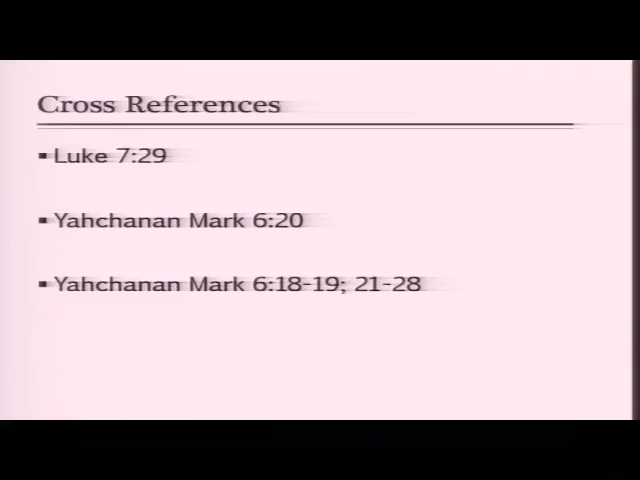 Cross References
▪ Luke 7:29
▪ Yahchanan Mark 6:20
▪ Yahchanan Mark 6:18-19; 21-28